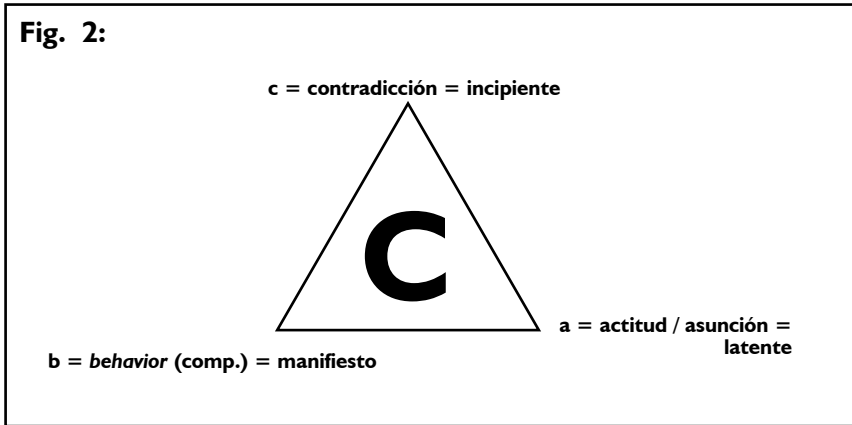 Fig. 2:
c = contradicción = incipiente
C
a = actitud / asunción =
latente
b = behavior (comp.) = manifiesto